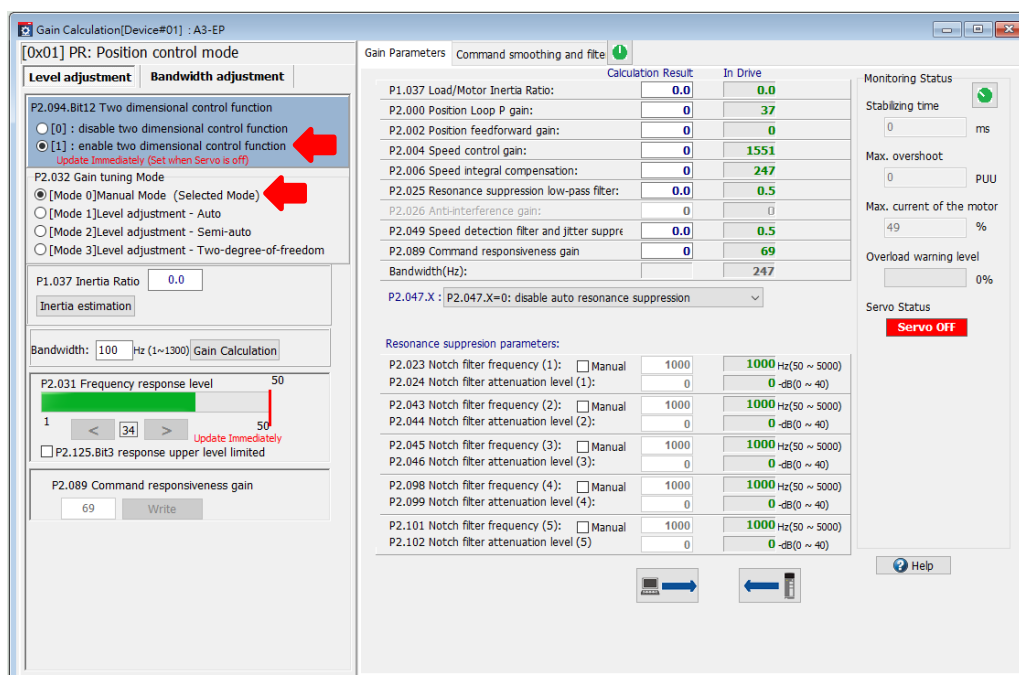 Gain Calculation[Device#01] : A3-EP
[0x01] PR: Position control mode
Level adjustment Bandwidth adjustment
P2.094.Bit12 Two dimensional control function
[0] : disable two dimensional control function
[1] : enable two dimensional control function
Update Immediately (Set when Servo is off)
P2.032 Gain tuning Mode
[Mode 0]Manual Mode (Selected Mode)
[Mode 1]Level adjustment - Auto
[Mode 2]Level adjustment - Semi-auto
[Mode 3]Level adjustment - Two-degree-of-freedom
P1.037 Inertia Ratio 0.0
Inertia estimation
Bandwidth: 100 Hz (1~1300) Gain Calculation
P2.031 Frequency response level 50
1 < 34 > 50
Update Immediately
P2.125.Bit3 response upper level limited
P2.089 Command responsiveness gain
69 Write
Gain Parameters Command smoothing and filte
Calculation Result In Drive
P1.037 Load/Motor Inertia Ratio: 0.0 0.0
P2.000 Position Loop P gain: 0 37
P2.002 Position feedforward gain: 0 0
P2.004 Speed control gain: 0 1551
P2.006 Speed integral compensation: 0 247
P2.025 Resonance suppression low-pass filter: 0.0 0.5
P2.026 Anti-interference gain: 0 0
P2.049 Speed detection filter and jitter suppre 0.0 0.5
P2.089 Command responsiveness gain 0 69
Bandwidth(Hz): 247
P2.047.X : P2.047.X=0: disable auto resonance suppression
Resonance suppresion parameters:
P2.023 Notch filter frequency (1): Manual 1000 1000 Hz(50 ~ 5000)
P2.024 Notch filter attenuation level (1): 0 0 -dB(0 ~ 40)
P2.043 Notch filter frequency (2): Manual 1000 1000 Hz(50 ~ 5000)
P2.044 Notch filter attenuation level (2): 0 0 -dB(0 ~ 40)
P2.045 Notch filter frequency (3): Manual 1000 1000 Hz(50 ~ 5000)
P2.046 Notch filter attenuation level (3): 0 0 -dB(0 ~ 40)
P2.098 Notch filter frequency (4): Manual 1000 1000 Hz(50 ~ 5000)
P2.099 Notch filter attenuation level (4): 0 0 -dB(0 ~ 40)
P2.101 Notch filter frequency (5): Manual 1000 1000 Hz(50 ~ 5000)
P2.102 Notch filter attenuation level (5) 0 0 -dB(0 ~ 40)
Monitoring Status
Stabilizing time
0 ms
Max. overshoot
0 PUU
Max. current of the motor
49 %
Overload warning level
0%
Servo Status
Servo OFF
Help